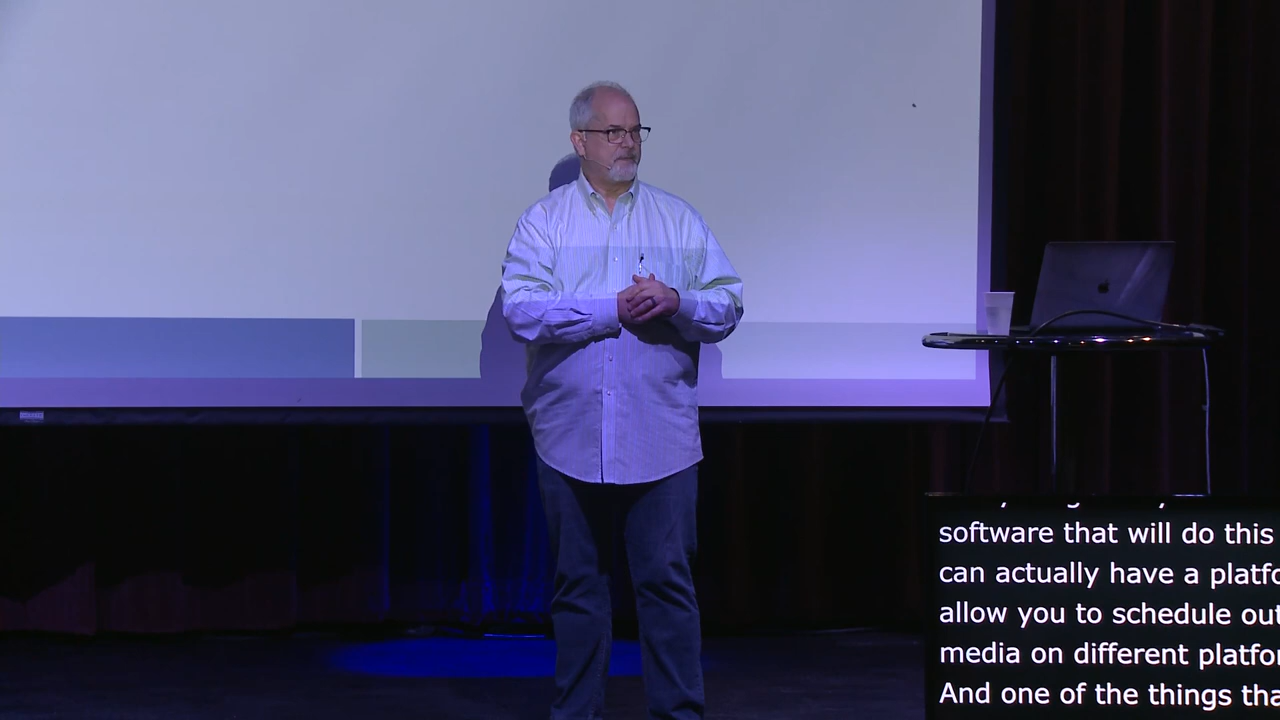 software that will do this
can actually have a platfo
allow you to schedule out
media on different platfor
And one of the things tha